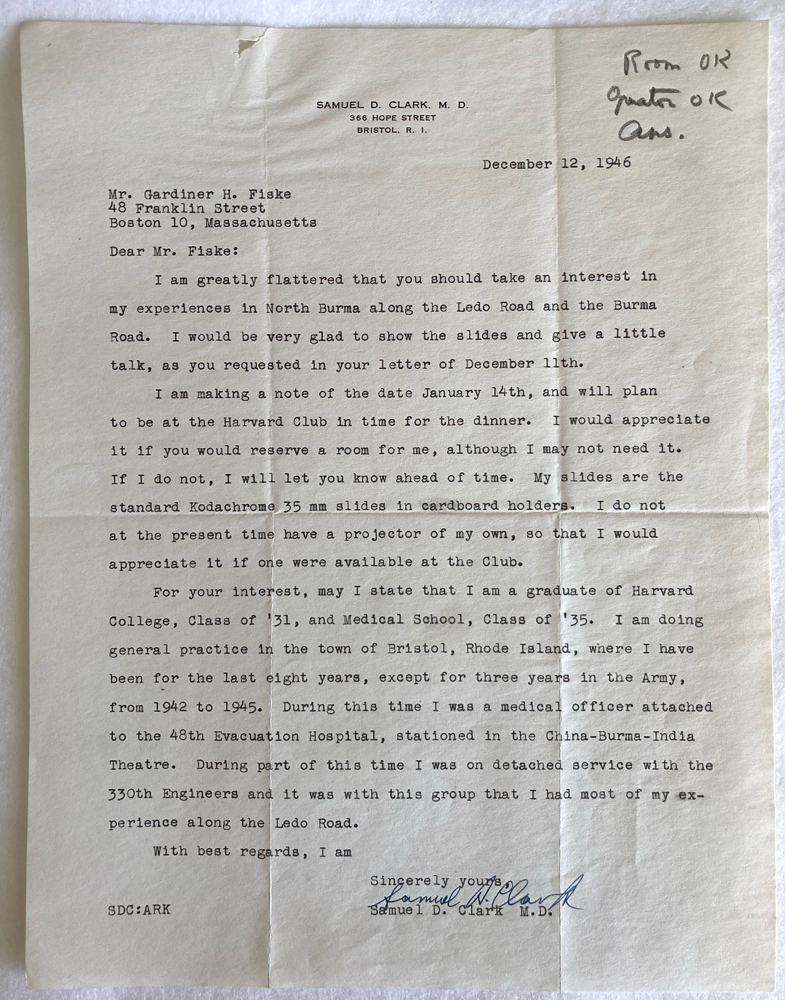 Room OK
OK
Ans.
SAMUEL D. CLARK, M. D.
366 HOPE STREET
BRISTOL, R. I.
December 12, 1946
Mr. Gardiner H. Fiske
48 Franklin Street
Boston 10, Massachusetts
Dear Mr. Fiske:
I am greatly flattered that you should take an interest in
my experiences in North Burma along the Ledo Road and the Burma
Road. I would be very glad to show the slides and give a little
talk, as you requested in your letter of December 11th.
I am making a note of the date January 14th, and will plan
to be at the Harvard Club in time for the dinner. I would appreciate
it if you would reserve a room for me, although I may not need it.
If I do not, I will let you know ahead of time. My slides are the
standard Kodachrome 35 mm slides in cardboard holders. I do not
at the present time have a projector of my own, so that I would
appreciate it if one were available at the Club.
For your interest, may I state that I am a graduate of Harvard
College, Class of '31, and Medical School, Class of '35. I am doing
general practice in the town of Bristol, Rhode Island, where I have
been for the last eight years, except for three years in the Army,
from 1942 to 1945. During this time I was a medical officer attached
to the 48th Evacuation Hospital, stationed in the China-Burma-India
Theatre. During part of this time I was on detached service with the
330th Engineers and it was with this group that I had most of my ex-
perience along the Ledo Road.
With best regards, I am
Sincerely yours,
Samuel D. Clark
SDC:ARK
Samuel D. Clark M.D.